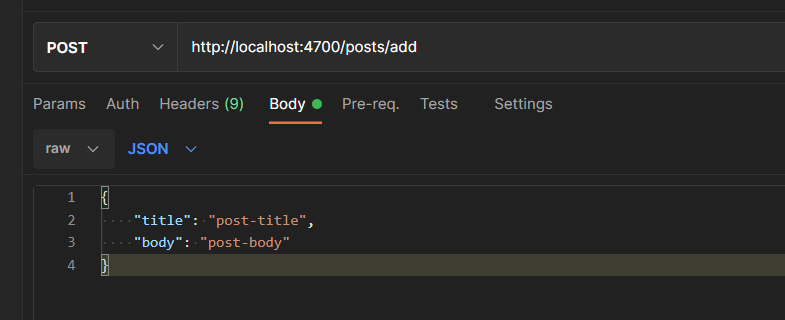 POST http://localhost:4700/posts/add
Params Auth Headers (9) Body Pre-req. Tests Settings
raw JSON
1 {
2 "title": "post-title",
3 "body": "post-body"
4 }